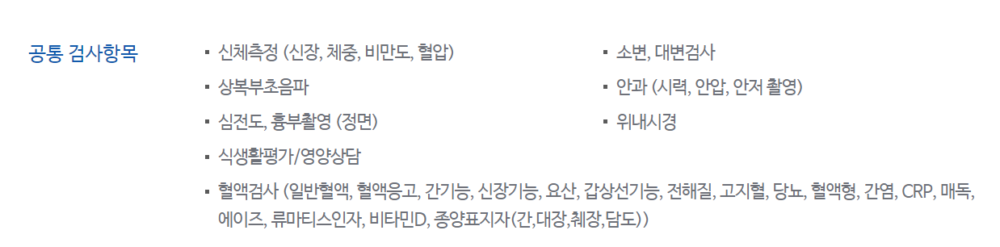 공통 검사항목
▪ 신체측정 (신장, 체중, 비만도, 혈압)
▪ 소변, 대변검사
▪ 상복부초음파
▪ 안과 (시력, 안압, 안저 촬영)
▪ 심전도, 흉부촬영 (정면)
▪ 위내시경
▪ 식생활평가/영양상담
▪ 혈액검사 (일반혈액, 혈액응고, 간기능, 신장기능, 요산, 갑상선기능, 전해질, 고지혈, 당뇨, 혈액형, 간염, CRP, 매독,
에이즈, 류마티스인자, 비타민D, 종양표지자(간,대장,췌장,담도))